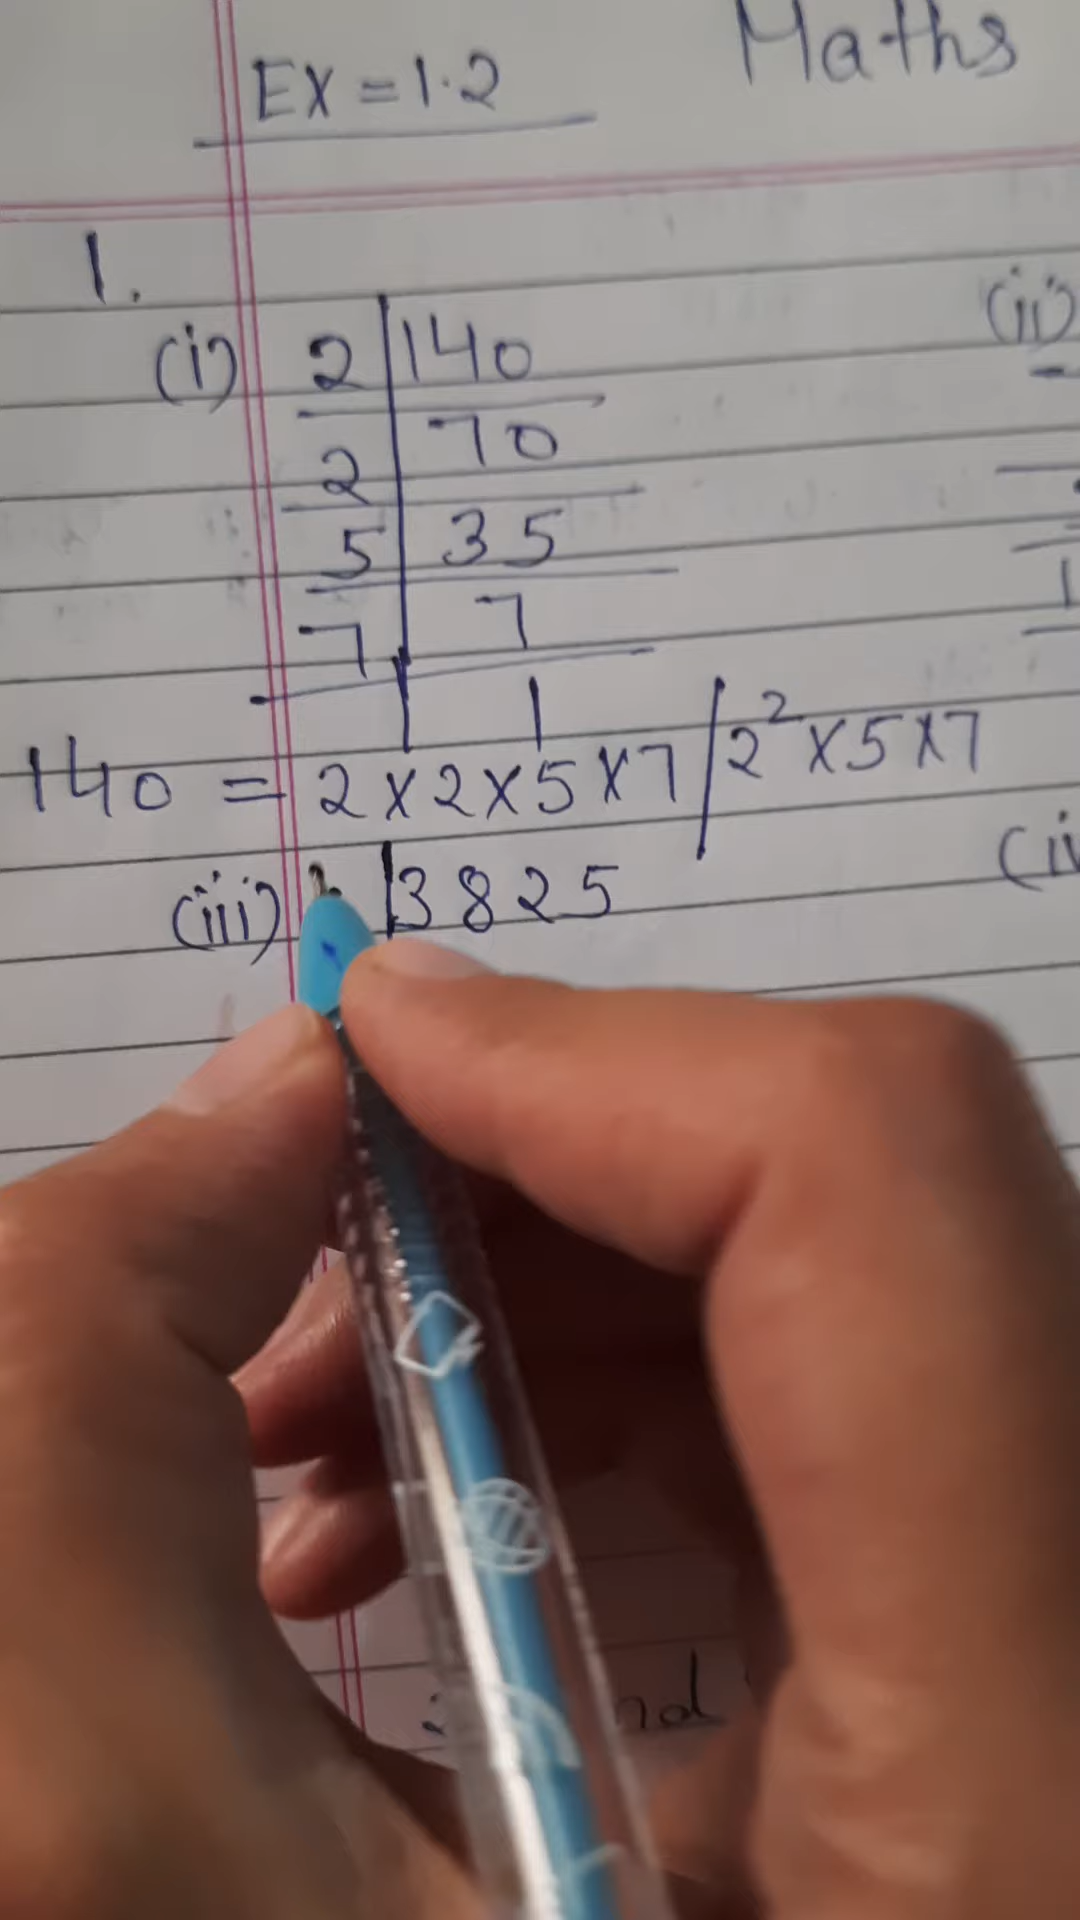 EX = 1.2
Maths
1.
(i) 2 | 140
2 | 70
5 | 35
7 | 7
| 1
140 = 2 x 2 x 5 x 7 / 2² x 5 x 7
(ii)
(iii) | 3825